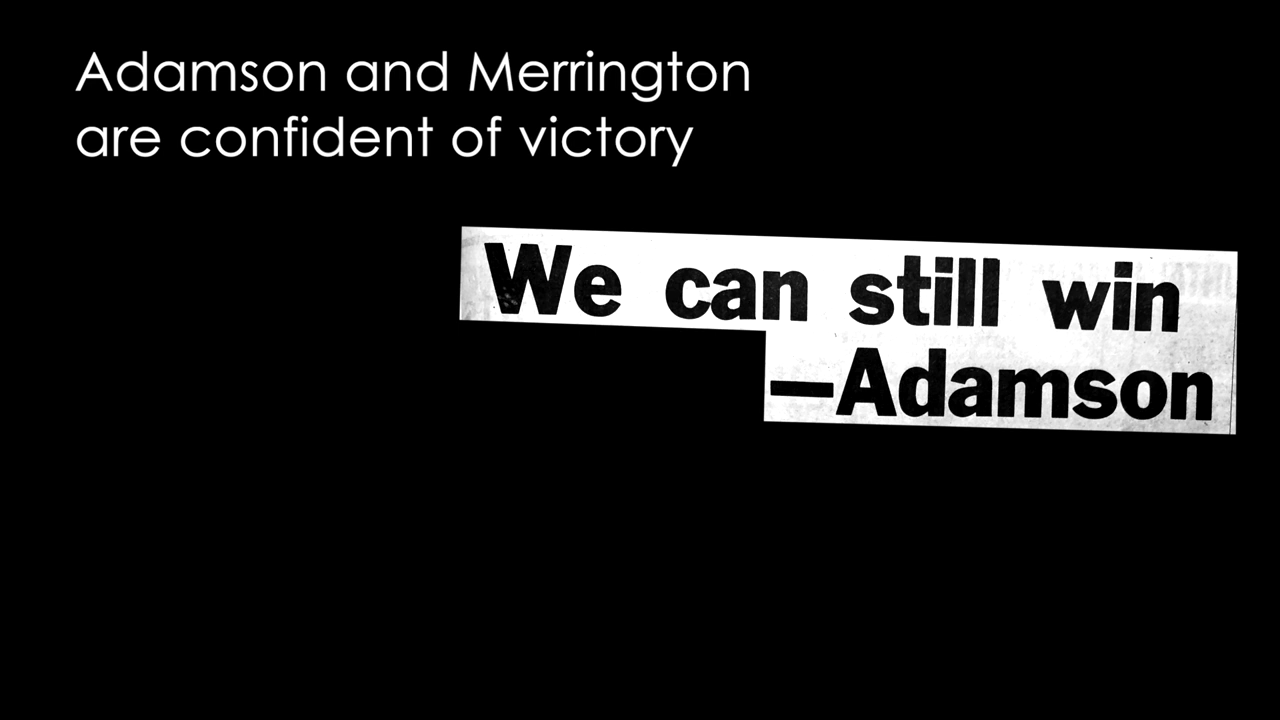 Adamson and Merrington
are confident of victory
We can still win
—Adamson